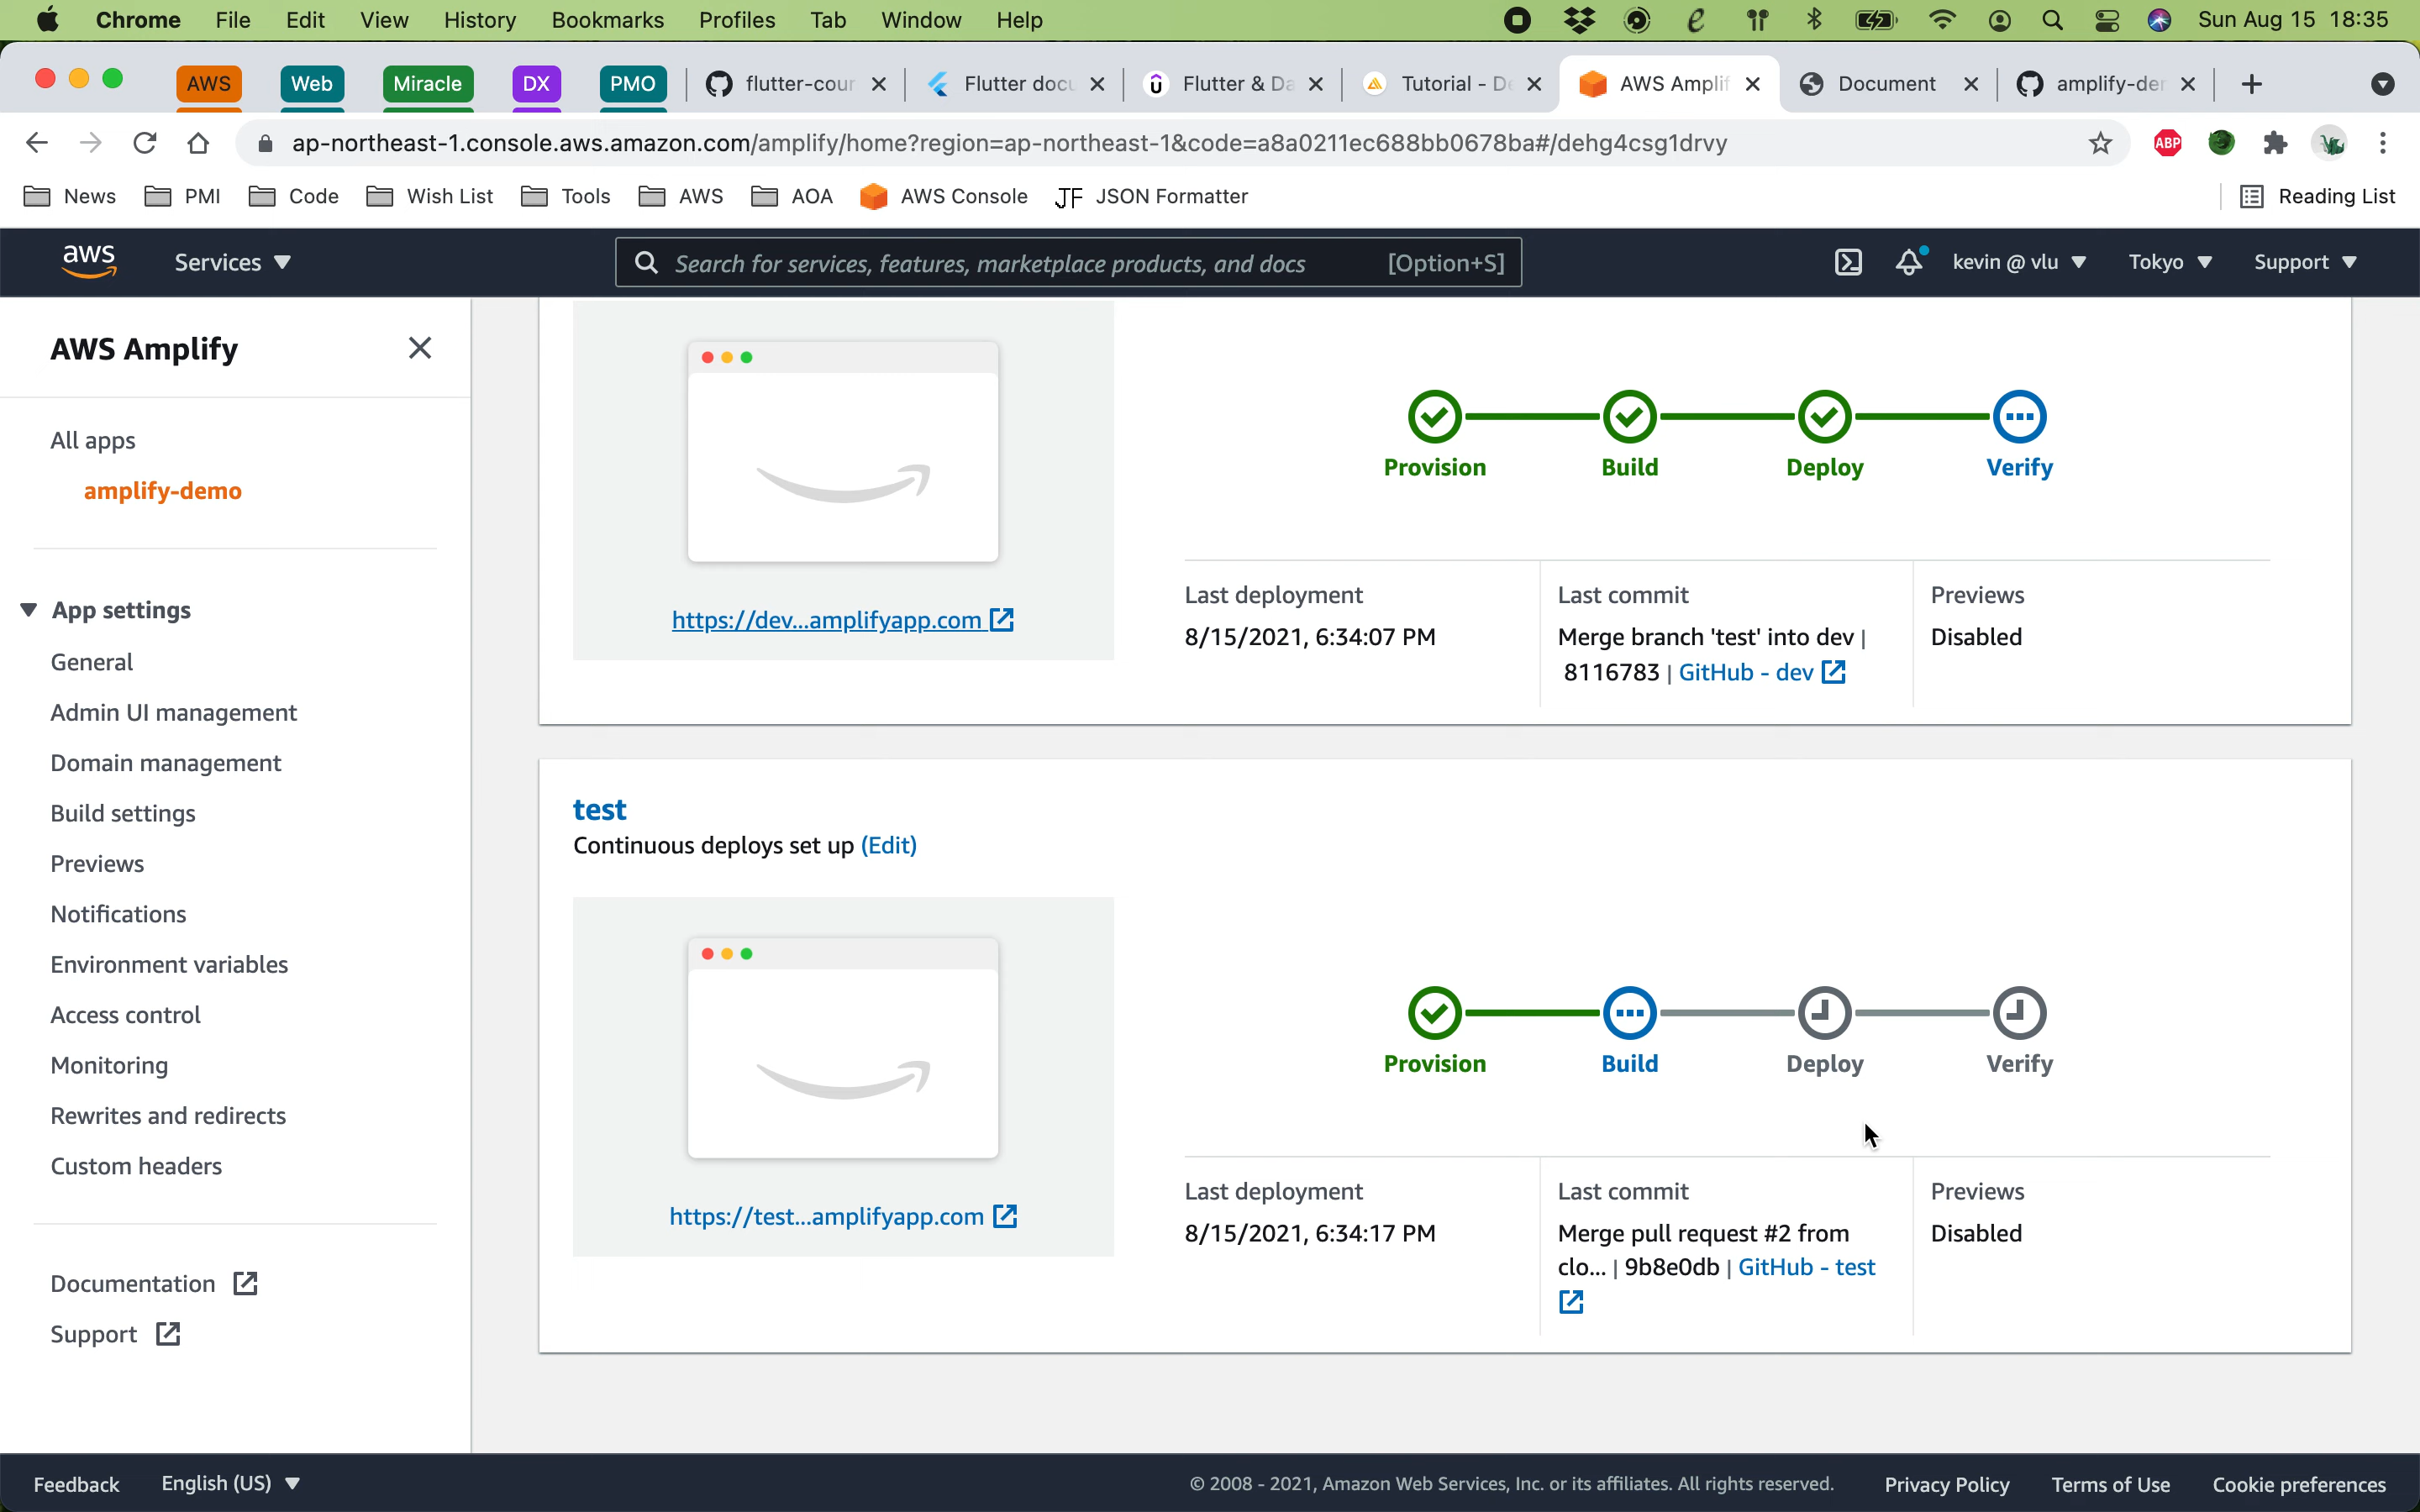 Chrome File Edit View History Bookmarks Profiles Tab Window Help Sun Aug 15 18:35
AWS Web Miracle DX PMO flutter-cour Flutter docu Flutter & Da Tutorial - De AWS Amplif Document amplify-der
ap-northeast-1.console.aws.amazon.com/amplify/home?region=ap-northeast-1&code=a8a0211ec688bb0678ba#/dehg4csg1drvy ABP
News PMI Code Wish List Tools AWS AOA AWS Console JF JSON Formatter Reading List
aws Services Search for services, features, marketplace products, and docs [Option+S] kevin @ vlu Tokyo Support
AWS Amplify
All apps
amplify-demo
App settings
General
Admin UI management
Domain management
Build settings
Previews
Notifications
Environment variables
Access control
Monitoring
Rewrites and redirects
Custom headers
Documentation
Support
https://dev...amplifyapp.com
Provision Build Deploy Verify
Last deployment
8/15/2021, 6:34:07 PM
Last commit
Merge branch 'test' into dev |
8116783 | GitHub - dev
Previews
Disabled
test
Continuous deploys set up (Edit)
https://test...amplifyapp.com
Provision Build Deploy Verify
Last deployment
8/15/2021, 6:34:17 PM
Last commit
Merge pull request #2 from
clo... | 9b8e0db | GitHub - test
Previews
Disabled
Feedback English (US) © 2008 - 2021, Amazon Web Services, Inc. or its affiliates. All rights reserved. Privacy Policy Terms of Use Cookie preferences